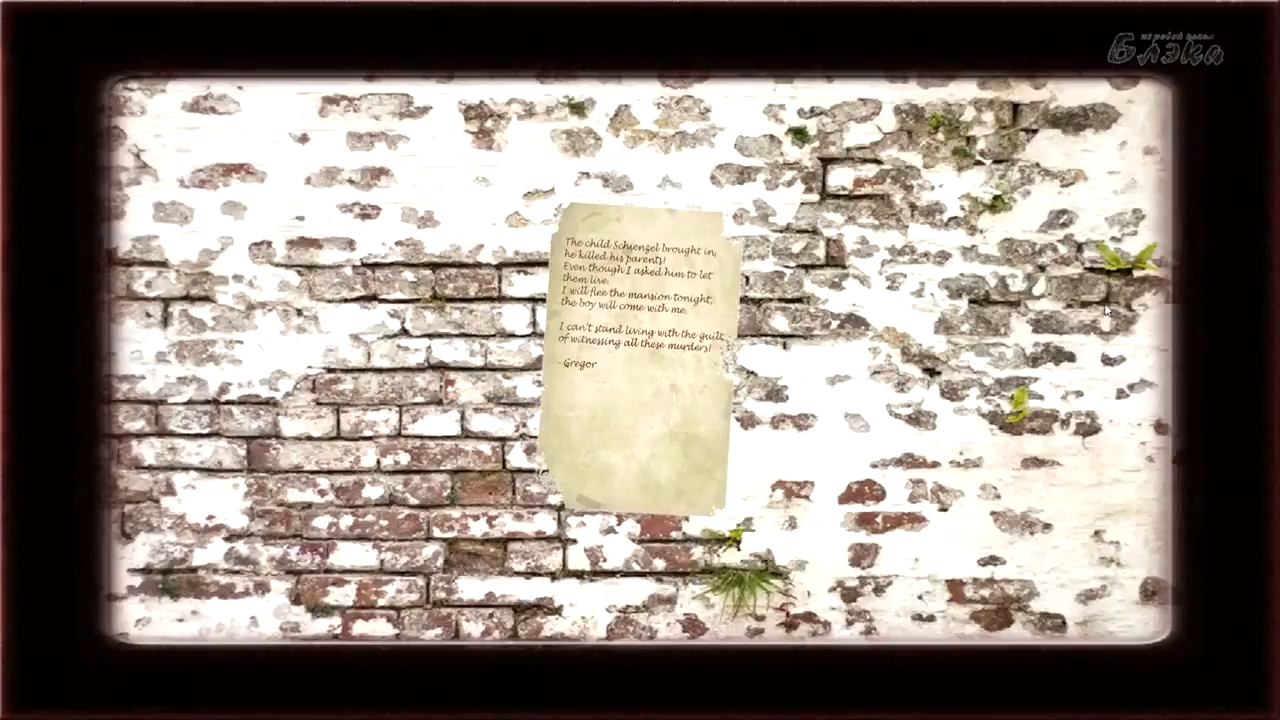 Блэка
The child Schienzel brought in,
he killed his parents!
Even though I asked him to let
them live.
I will flee the mansion tonight,
the boy will come with me.
I can't stand living with the guilt
of witnessing all these murders!
- Gregor